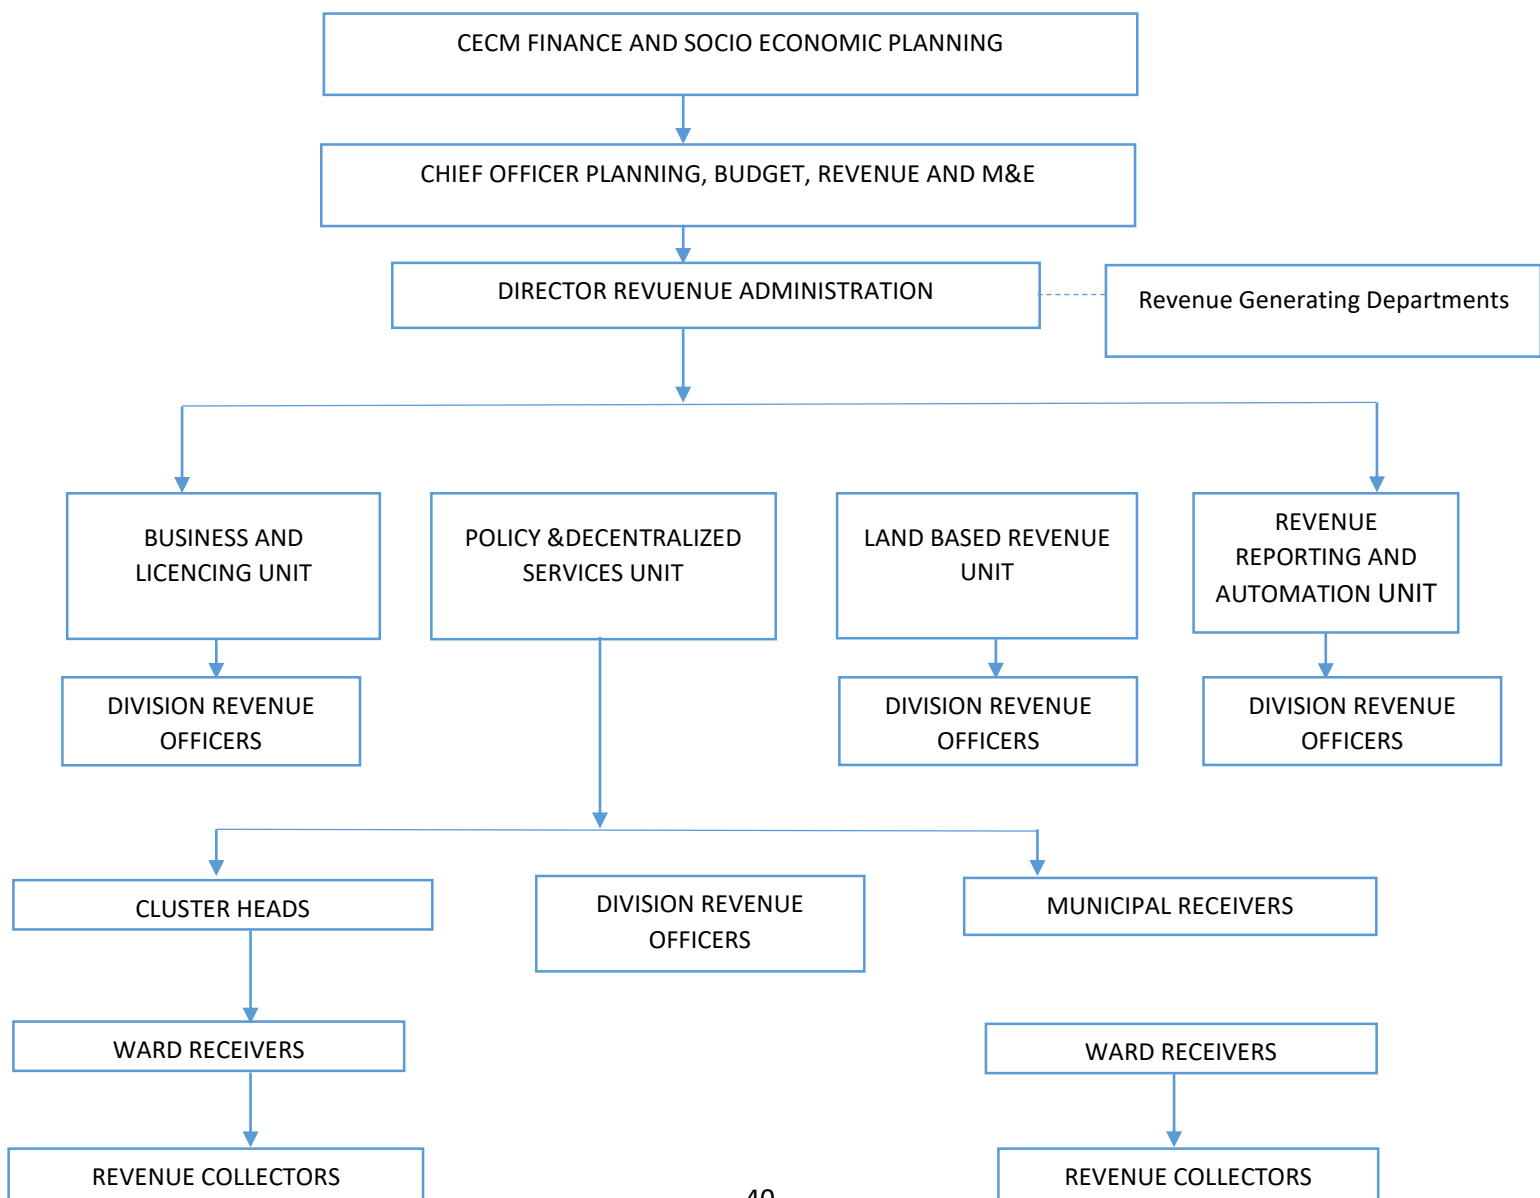 CECM FINANCE AND SOCIO ECONOMIC PLANNING
CHIEF OFFICER PLANNING, BUDGET, REVENUE AND M&E
DIRECTOR REVUENUE ADMINISTRATION
Revenue Generating Departments
BUSINESS AND
LICENCING UNIT
POLICY &DECENTRALIZED
SERVICES UNIT
LAND BASED REVENUE
UNIT
REVENUE
REPORTING AND
AUTOMATION UNIT
DIVISION REVENUE
OFFICERS
DIVISION REVENUE
OFFICERS
DIVISION REVENUE
OFFICERS
CLUSTER HEADS
DIVISION REVENUE
OFFICERS
MUNICIPAL RECEIVERS
WARD RECEIVERS
WARD RECEIVERS
REVENUE COLLECTORS
REVENUE COLLECTORS
40